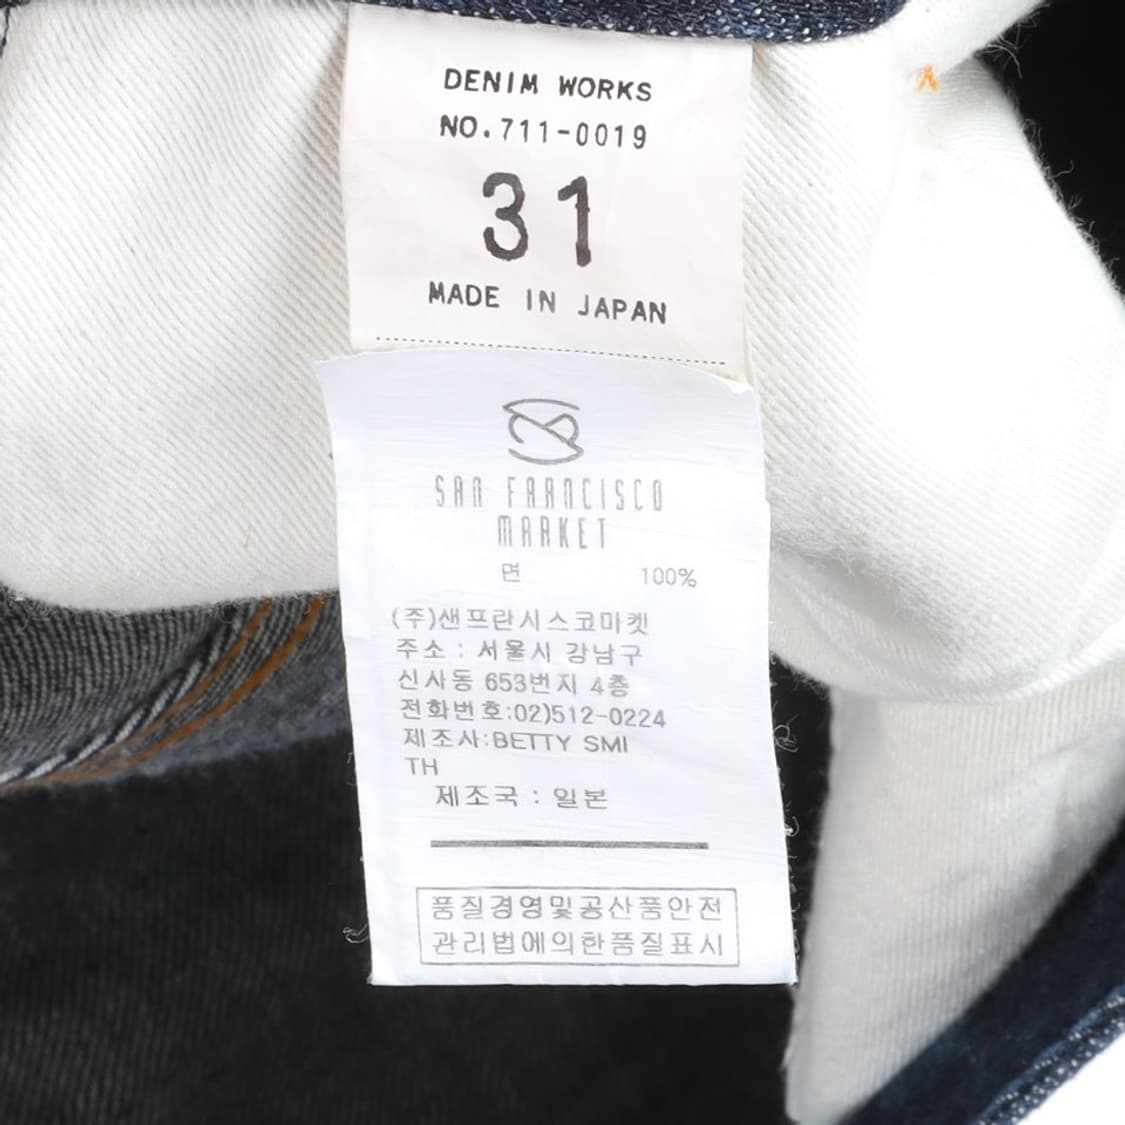 DENIM WORKS
NO.711-0019
31
MADE IN JAPAN
SAN FRANCISCO
MARKET
면 100%
(주)샌프란시스코마켓
주소 : 서울시 강남구
신사동 653번지 4층
전화번호:02)512-0224
제조사:BETTY SMI
TH
제조국 : 일본
품질경영및공산품안전
관리법에의한품질표시